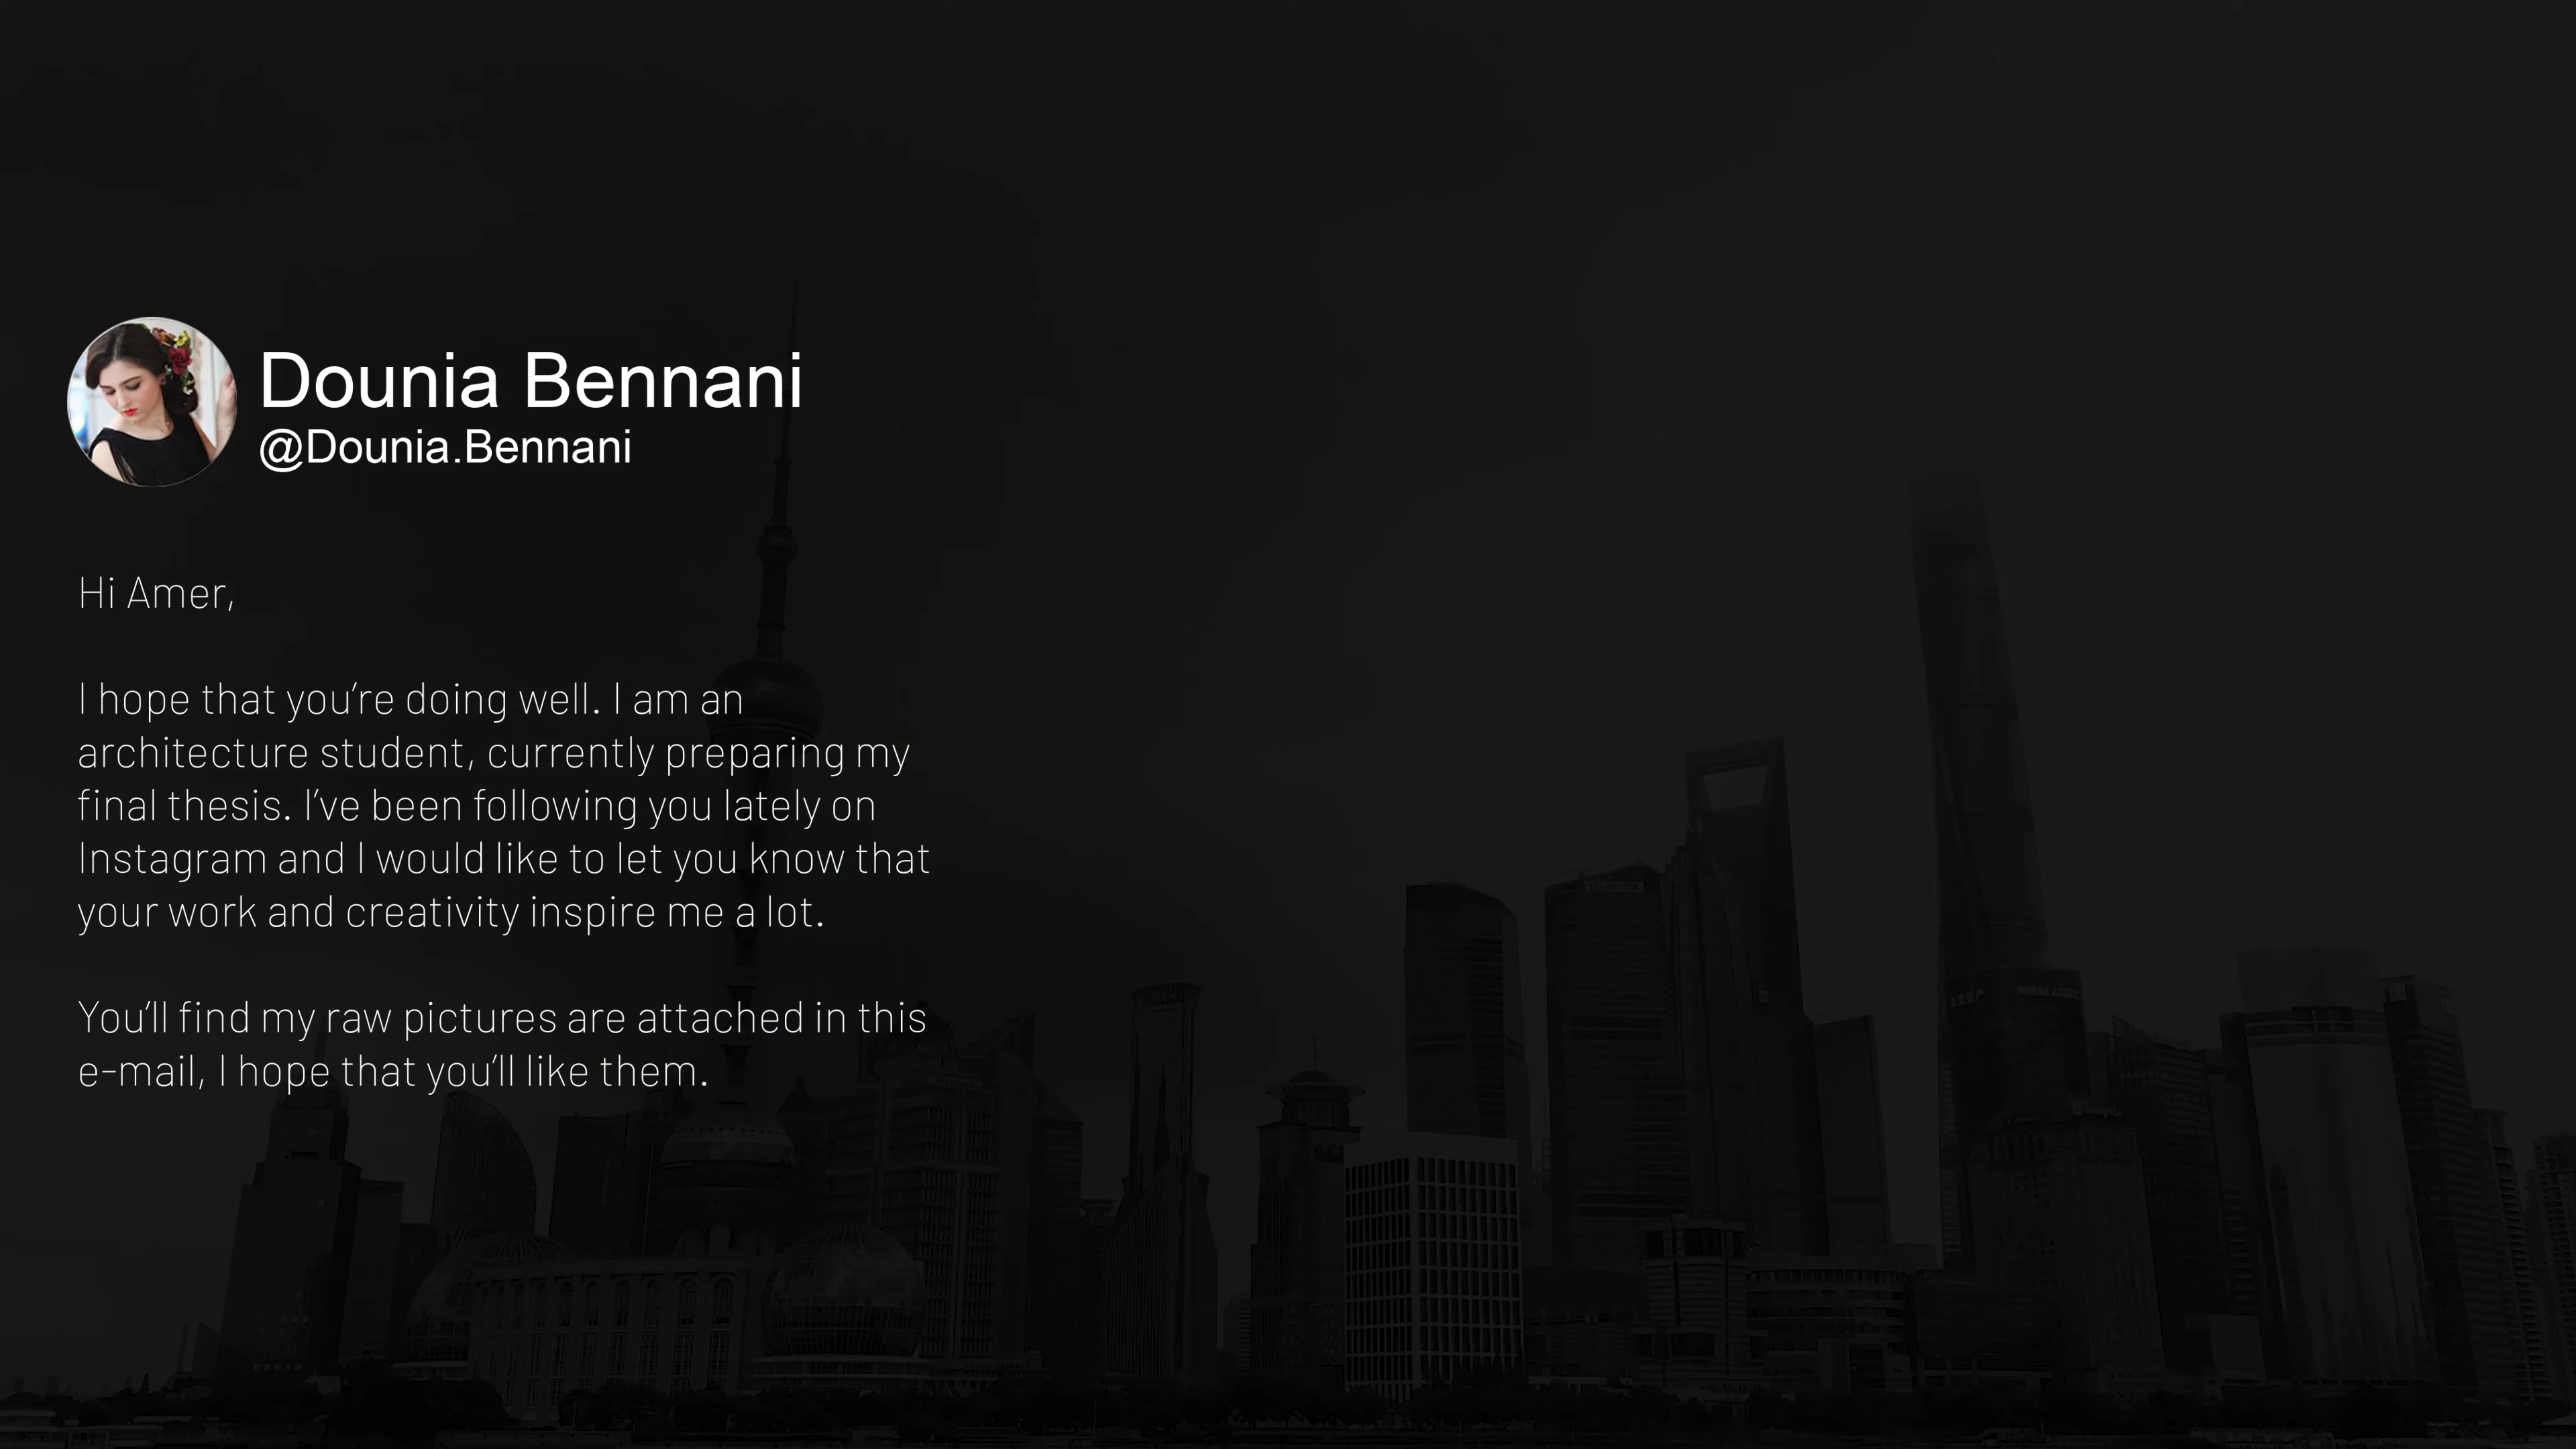 Dounia Bennani
@Dounia.Bennani
Hi Amer,
I hope that you’re doing well. I am an
architecture student, currently preparing my
final thesis. I’ve been following you lately on
Instagram and I would like to let you know that
your work and creativity inspire me a lot.
You’ll find my raw pictures are attached in this
e-mail, I hope that you’ll like them.